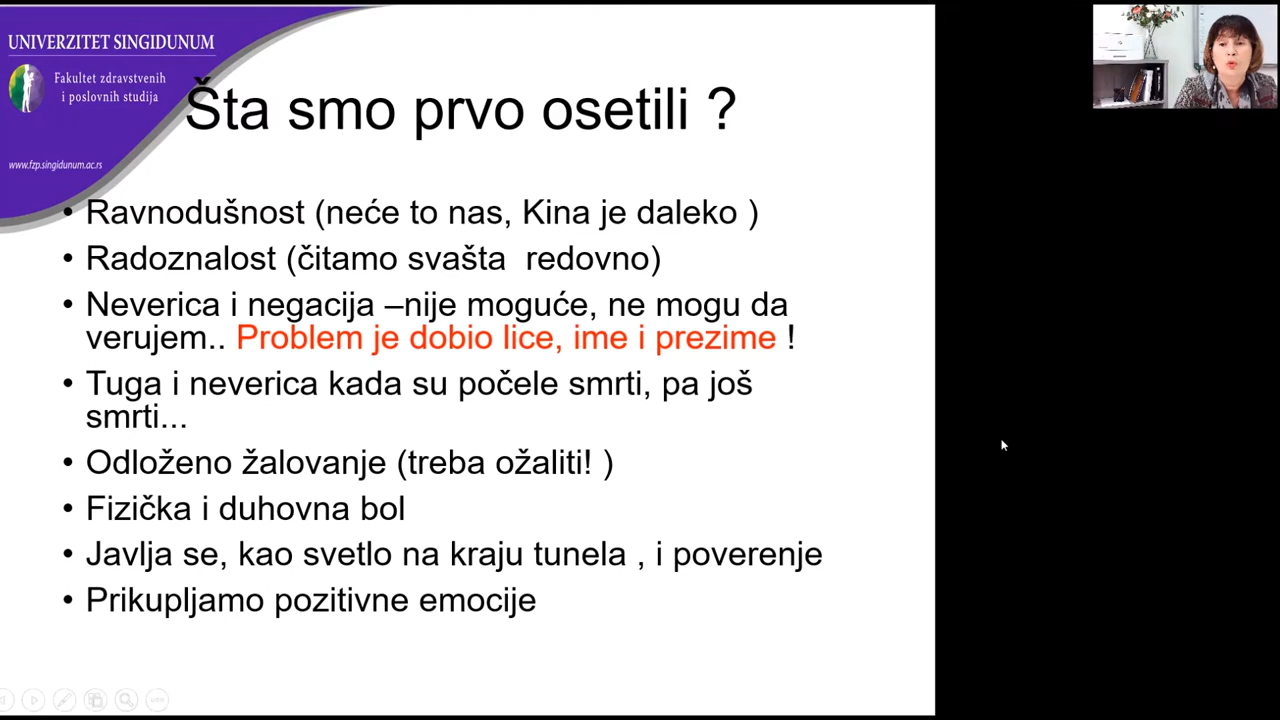 UNIVERZITET SINGIDUNUM
Fakultet zdravstvenih
i poslovnih studija
www.fzp.singidunum.ac.rs
Šta smo prvo osetili ?
• Ravnodušnost (neće to nas, Kina je daleko )
• Radoznalost (čitamo svašta redovno)
• Neverica i negacija –nije moguće, ne mogu da
verujem.. Problem je dobio lice, ime i prezime !
• Tuga i neverica kada su počele smrti, pa još
smrti...
• Odloženo žalovanje (treba ožaliti! )
• Fizička i duhovna bol
• Javlja se, kao svetlo na kraju tunela , i poverenje
• Prikupljamo pozitivne emocije